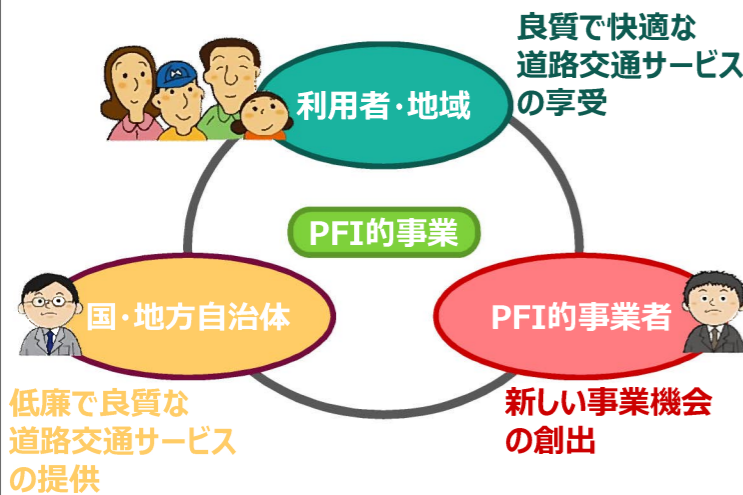 良質で快適な
道路交通サービス
の享受
利用者・地域
PFI的事業
国・地方自治体
PFI的事業者
低廉で良質な
道路交通サービス
の提供
新しい事業機会
の創出